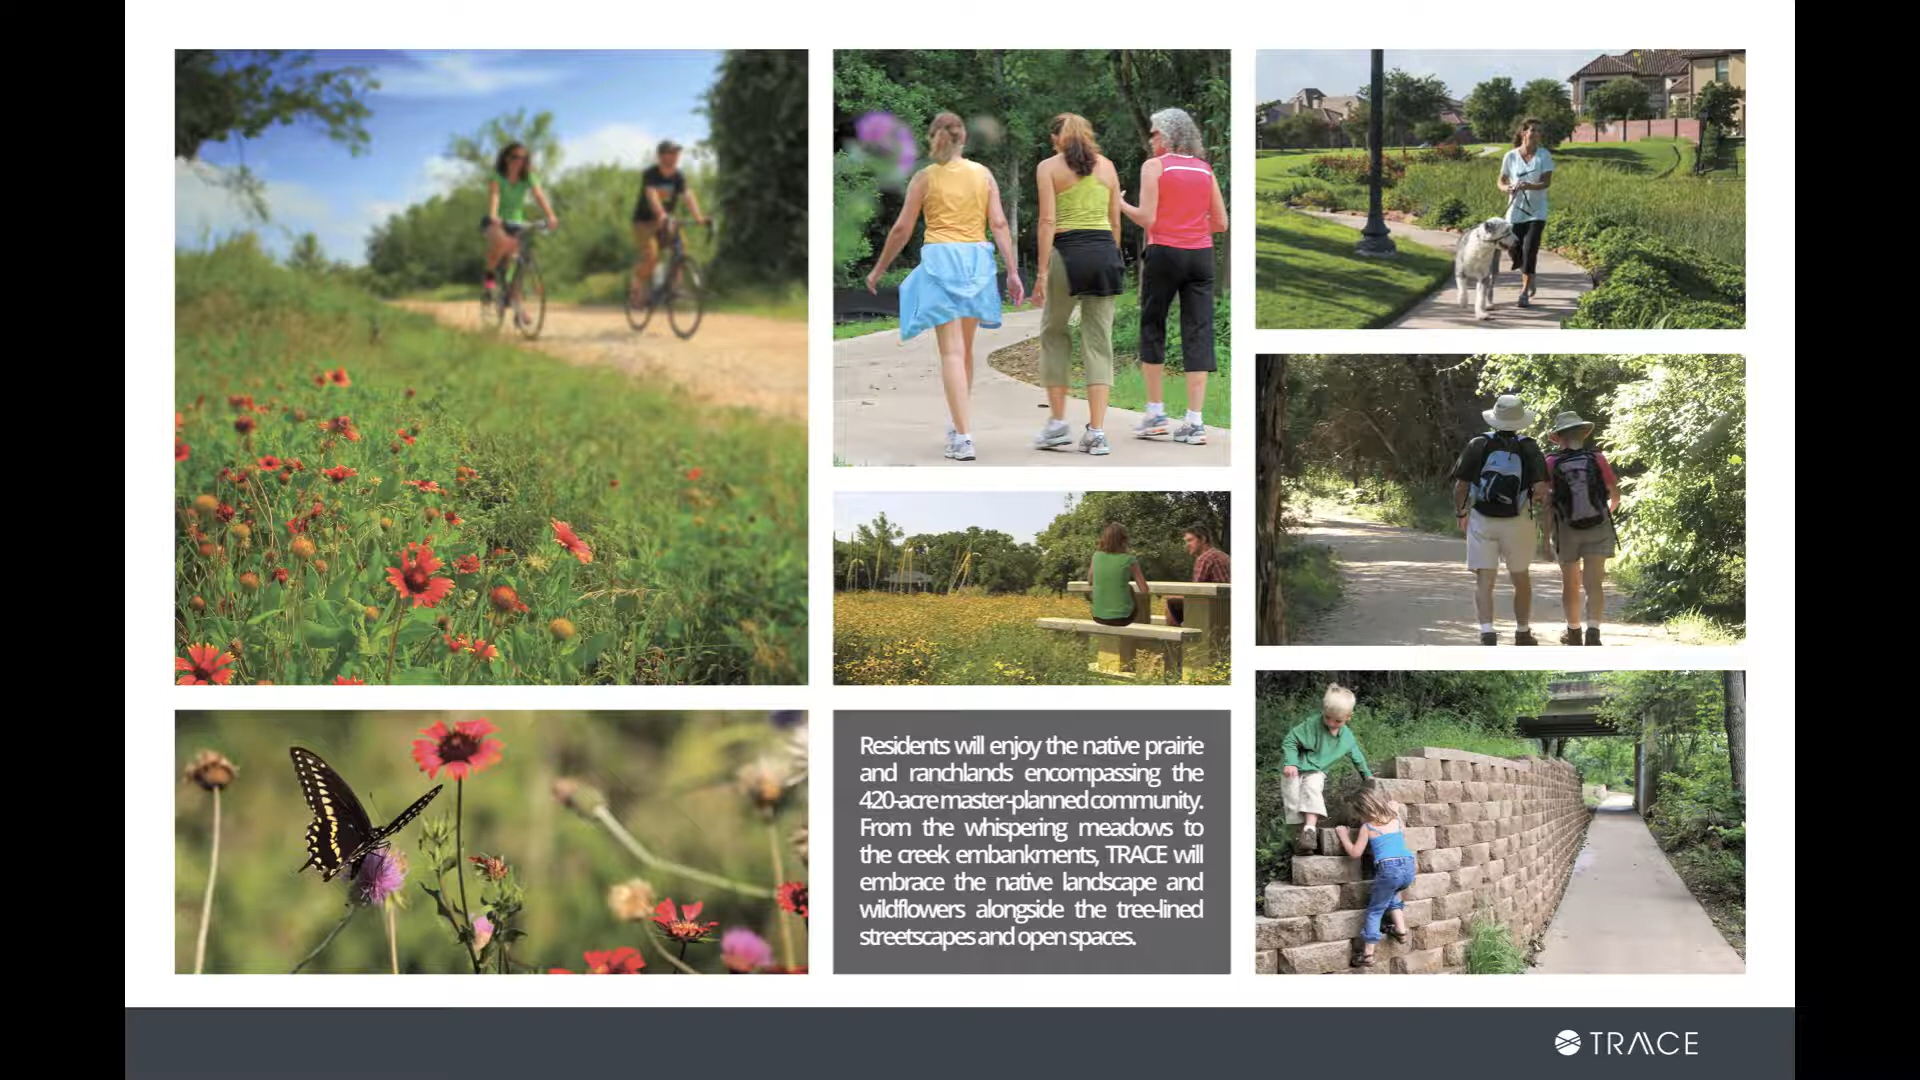 Residents will enjoy the native prairie
and ranchlands encompassing the
420-acre master-planned community.
From the whispering meadows to
the creek embankments, TRACE will
embrace the native landscape and
wildflowers alongside the tree-lined
streetscapes and open spaces.
TRACE